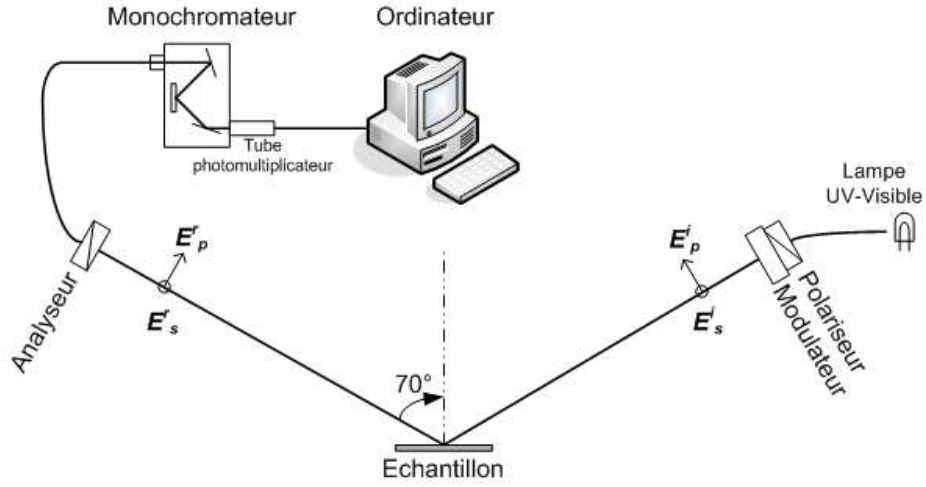 Monochromateur
Ordinateur
Tube
photomultiplicateur
Lampe
UV-Visible
E^r_p
E^r_s
E^i_p
E^i_s
Analyseur
Polariseur
Modulateur
70°
Echantillon